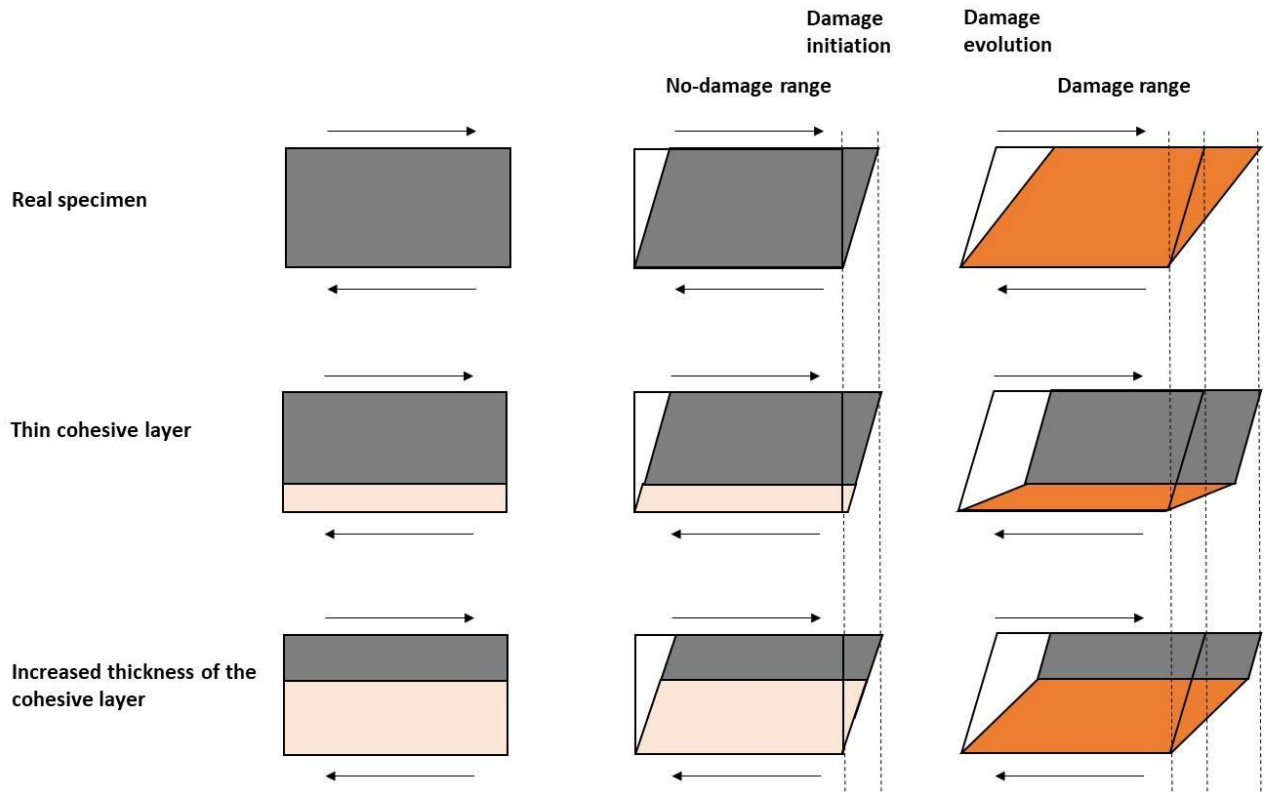 Damage
initiation
Damage
evolution
No-damage range
Damage range
Real specimen
Thin cohesive layer
Increased thickness of the
cohesive layer